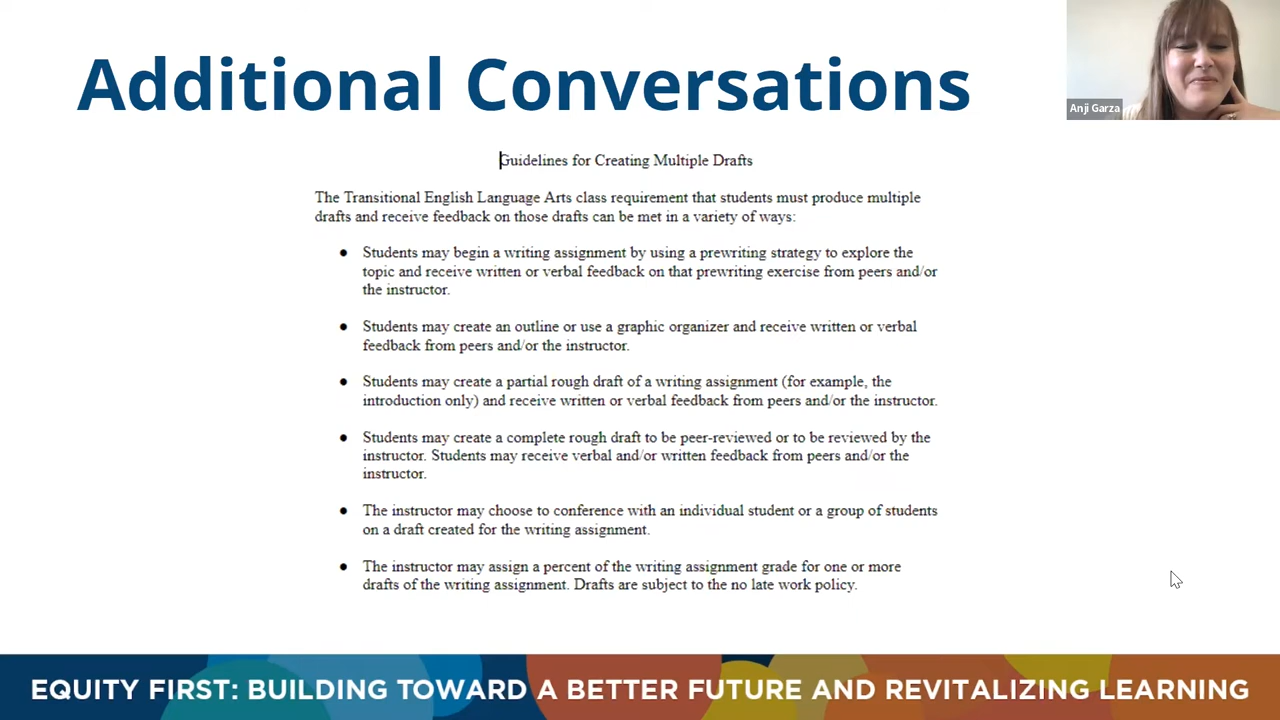 Additional Conversations
Anji Garza
Guidelines for Creating Multiple Drafts
The Transitional English Language Arts class requirement that students must produce multiple
drafts and receive feedback on those drafts can be met in a variety of ways:
● Students may begin a writing assignment by using a prewriting strategy to explore the
topic and receive written or verbal feedback on that prewriting exercise from peers and/or
the instructor.
● Students may create an outline or use a graphic organizer and receive written or verbal
feedback from peers and/or the instructor.
● Students may create a partial rough draft of a writing assignment (for example, the
introduction only) and receive written or verbal feedback from peers and/or the instructor.
● Students may create a complete rough draft to be peer-reviewed or to be reviewed by the
instructor. Students may receive verbal and/or written feedback from peers and/or the
instructor.
● The instructor may choose to conference with an individual student or a group of students
on a draft created for the writing assignment.
● The instructor may assign a percent of the writing assignment grade for one or more
drafts of the writing assignment. Drafts are subject to the no late work policy.
EQUITY FIRST: BUILDING TOWARD A BETTER FUTURE AND REVITALIZING LEARNING